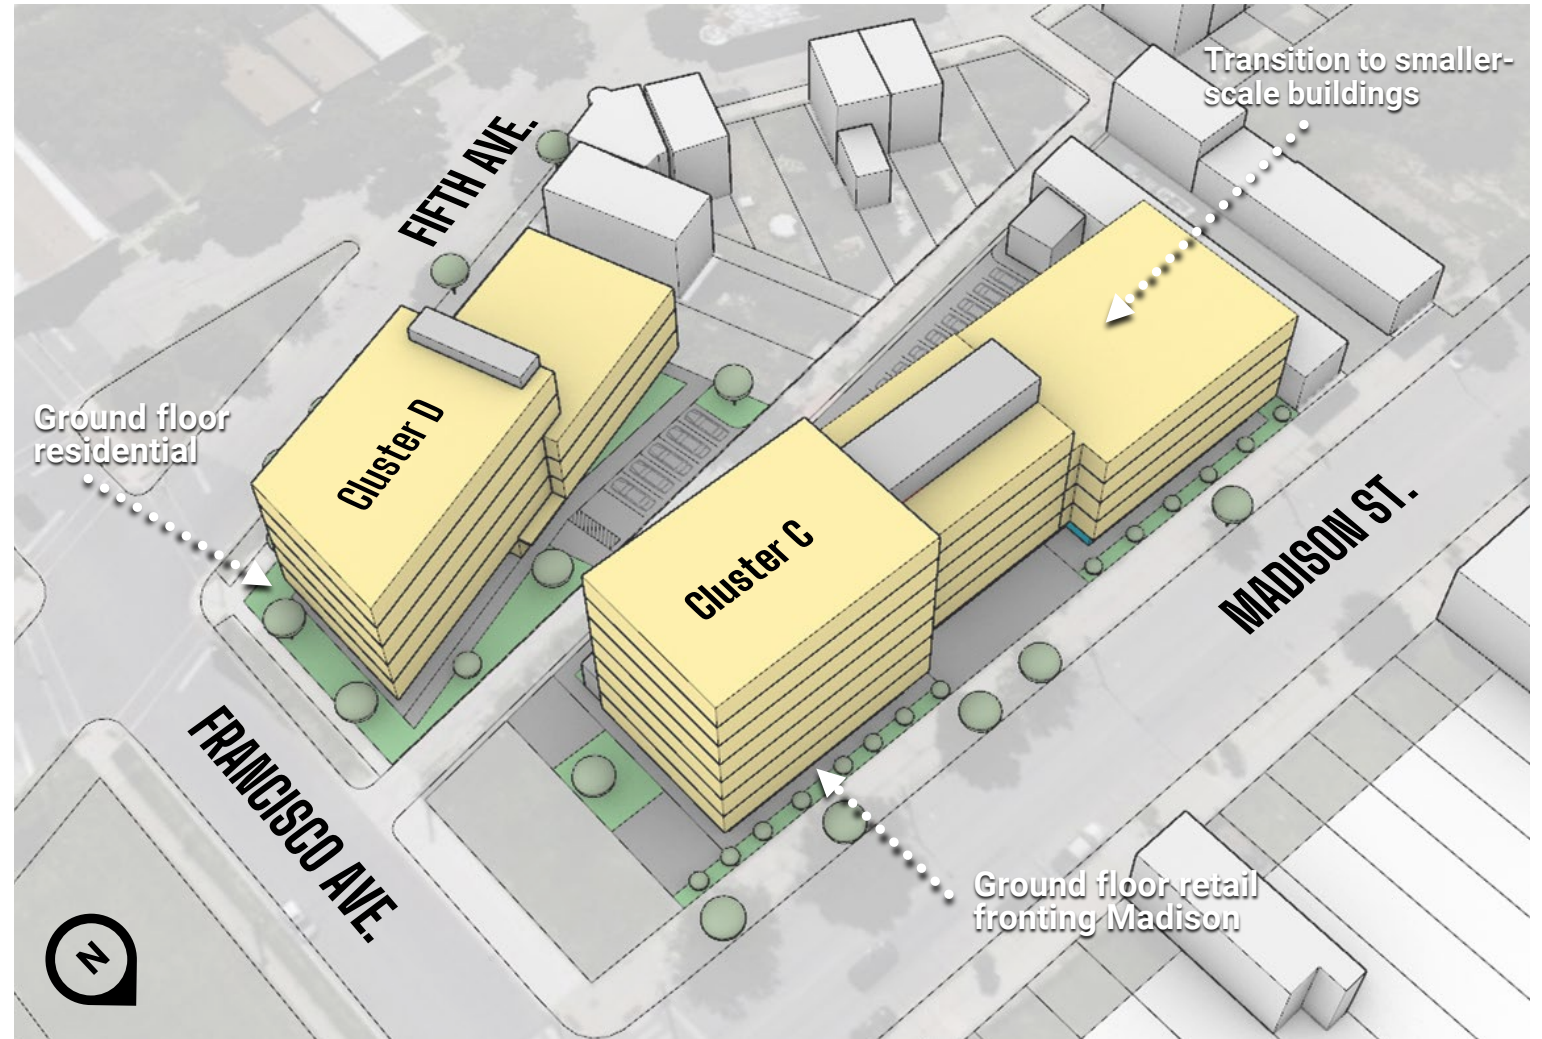 Transition to smaller-
scale buildings
FIFTH AVE.
Ground floor
residential
Cluster D
Cluster C
MADISON ST.
FRANCISCO AVE.
Ground floor retail
fronting Madison
N